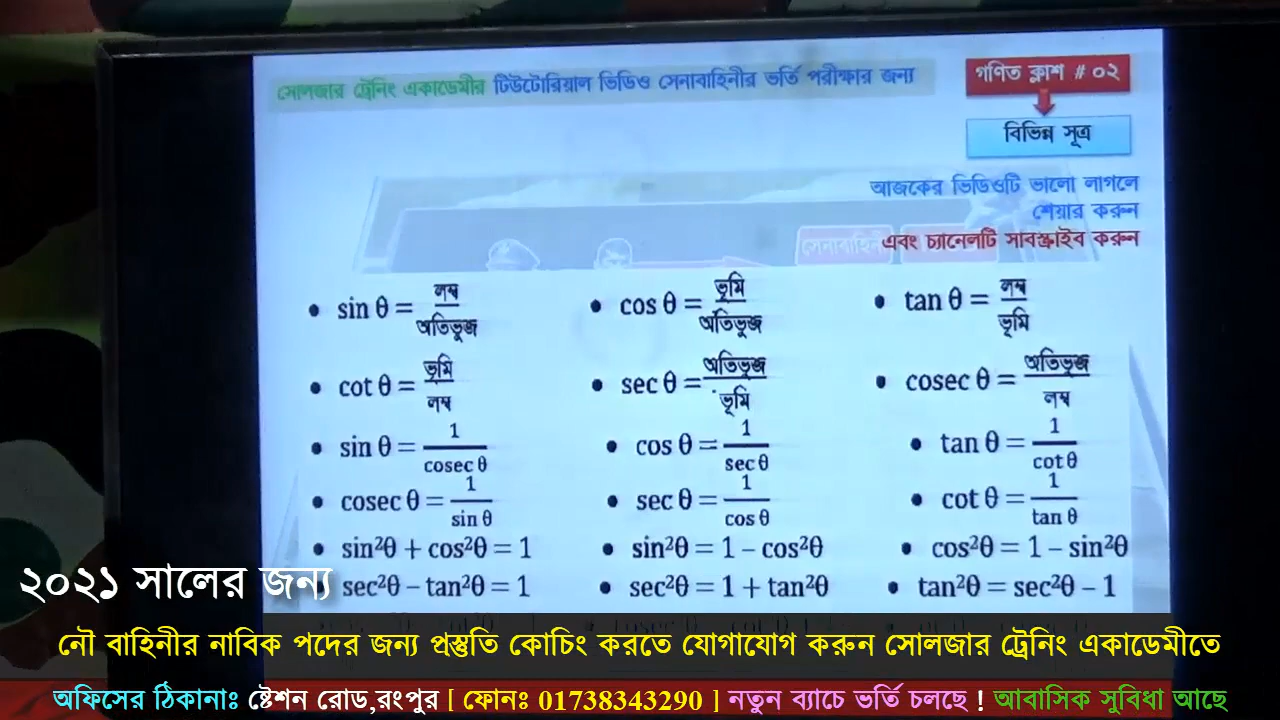 সোলজার ট্রেনিং একাডেমীর টিউটোরিয়াল ভিডিও সেনাবাহিনীর ভর্তি পরীক্ষার জন্য
গণিত ক্লাশ # ০২
বিভিন্ন সূত্র
আজকের ভিডিওটি ভালো লাগলে
শেয়ার করুন
এবং চ্যানেলটি সাবস্ক্রাইব করুন
সেনাবাহিনী
• sin θ = লম্ব/অতিভুজ • cos θ = ভূমি/অতিভুজ • tan θ = লম্ব/ভূমি
• cot θ = ভূমি/লম্ব • sec θ = অতিভূজ/ভূমি • cosec θ = অতিভূজ/লম্ব
• sin θ = 1/cosec θ • cos θ = 1/sec θ • tan θ = 1/cot θ
• cosec θ = 1/sin θ • sec θ = 1/cos θ • cot θ = 1/tan θ
• sin²θ + cos²θ = 1 • sin²θ = 1 − cos²θ • cos²θ = 1 − sin²θ
sec²θ − tan²θ = 1 • sec²θ = 1 + tan²θ • tan²θ = sec²θ − 1
২০২১ সালের জন্য
নৌ বাহিনীর নাবিক পদের জন্য প্রস্তুতি কোচিং করতে যোগাযোগ করুন সোলজার ট্রেনিং একাডেমীতে
অফিসের ঠিকানাঃ ষ্টেশন রোড,রংপুর [ ফোনঃ 01738343290 ] নতুন ব্যাচে ভর্তি চলছে ! আবাসিক সুবিধা আছে